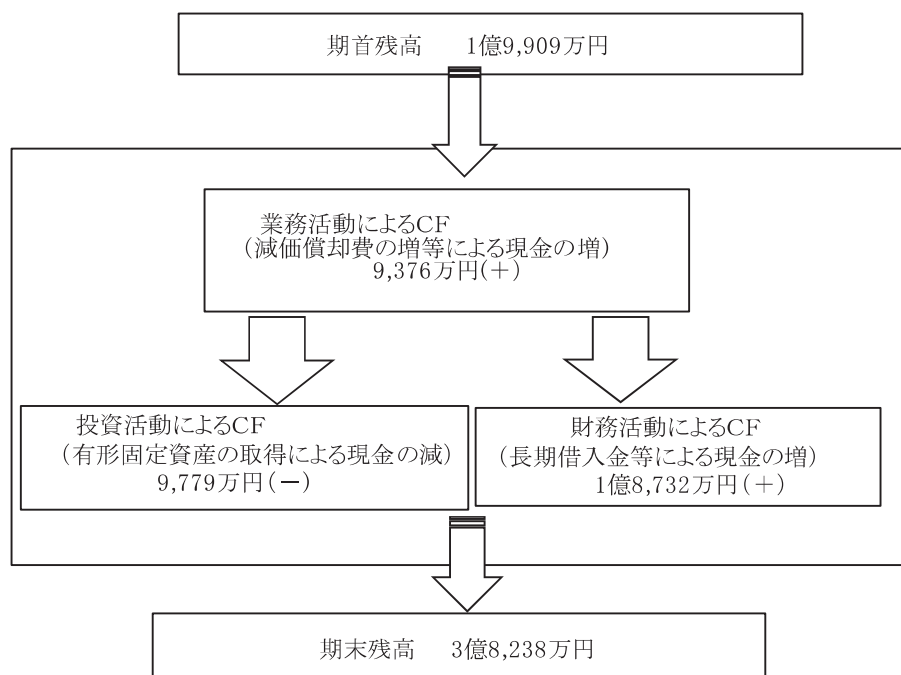 期首残高　1億9,909万円
業務活動によるCF
(減価償却費の増等による現金の増)
9,376万円(＋)
投資活動によるCF
(有形固定資産の取得による現金の減)
9,779万円(－)
財務活動によるCF
(長期借入金等による現金の増)
1億8,732万円(＋)
期末残高　3億8,238万円